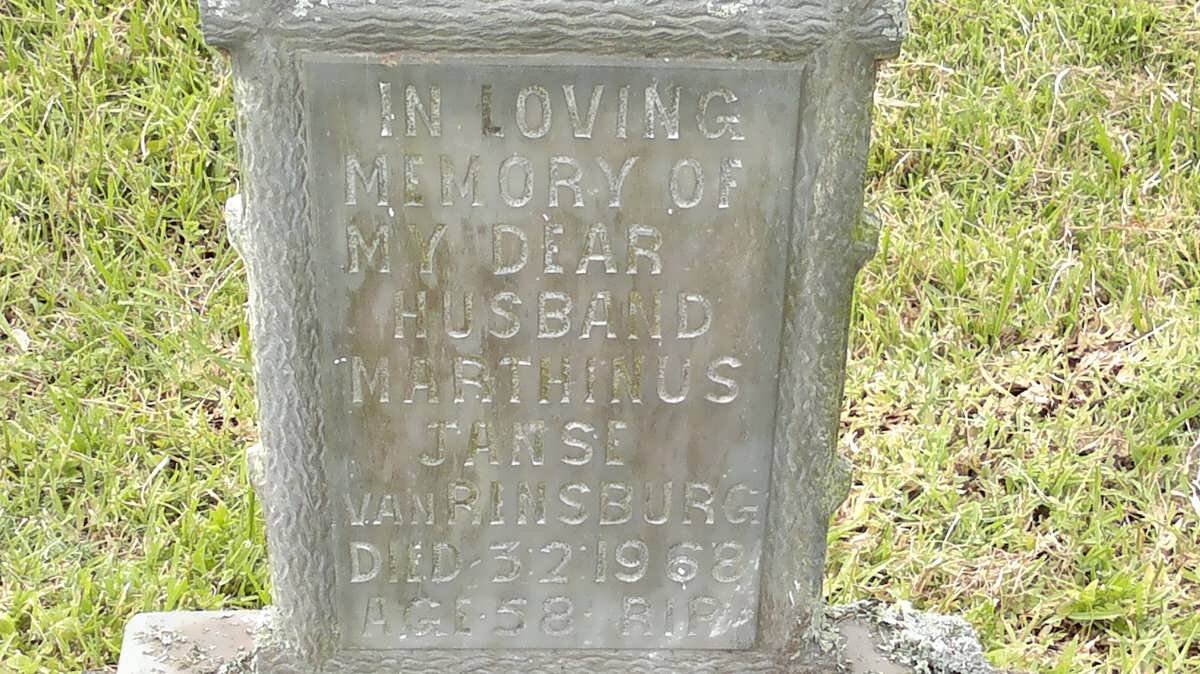 IN LOVING
MEMORY OF
MY DEAR
HUSBAND
MARTHINUS
JANSE
VAN RINSBURG
DIED·3·2·1968
AGE·58 RIP